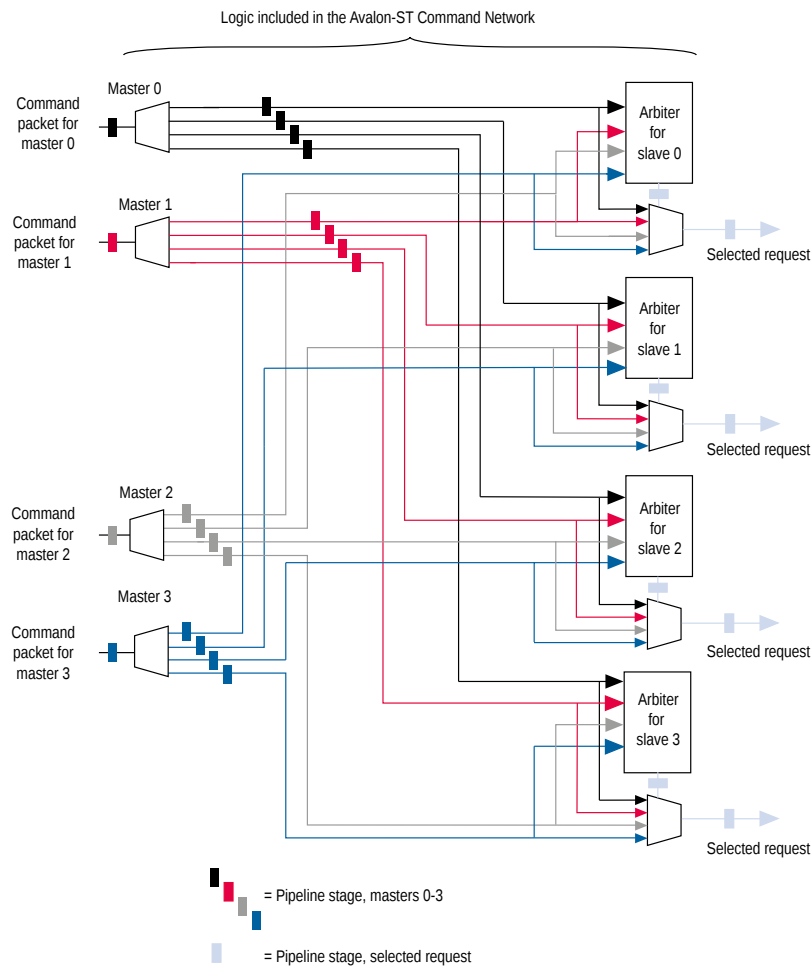 Logic included in the Avalon-ST Command Network
Master 0
Command
packet for
master 0
Arbiter
for
slave 0
Master 1
Command
packet for
master 1
Selected request
Arbiter
for
slave 1
Selected request
Master 2
Command
packet for
master 2
Arbiter
for
slave 2
Master 3
Command
packet for
master 3
Selected request
Arbiter
for
slave 3
Selected request
= Pipeline stage, masters 0-3
= Pipeline stage, selected request